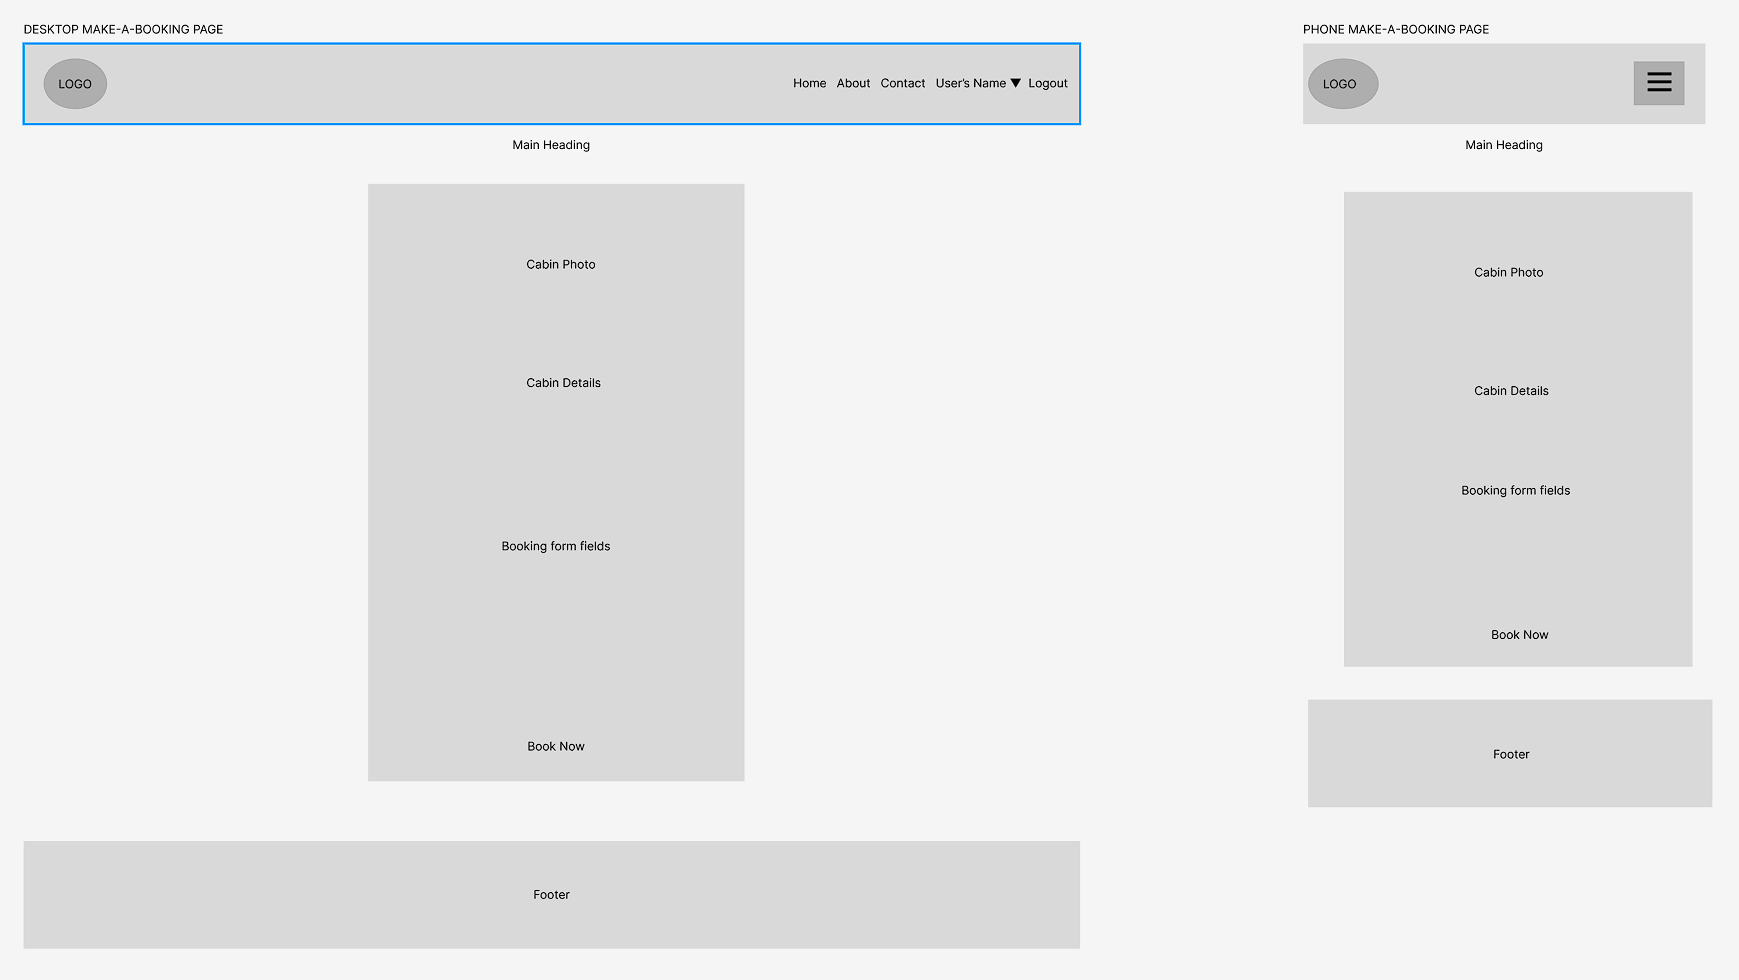 DESKTOP MAKE-A-BOOKING PAGE
LOGO
Home About Contact User's Name ▼ Logout
Main Heading
Cabin Photo
Cabin Details
Booking form fields
Book Now
Footer
PHONE MAKE-A-BOOKING PAGE
LOGO
Main Heading
Cabin Photo
Cabin Details
Booking form fields
Book Now
Footer